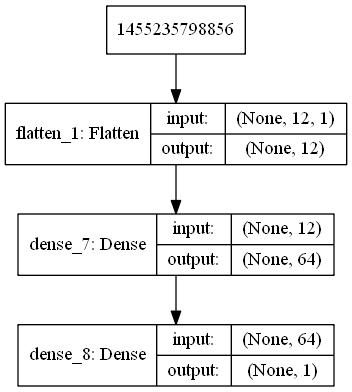 1455235798856
flatten_1: Flatten
input:
(None, 12, 1)
output:
(None, 12)
dense_7: Dense
input:
(None, 12)
output:
(None, 64)
dense_8: Dense
input:
(None, 64)
output:
(None, 1)